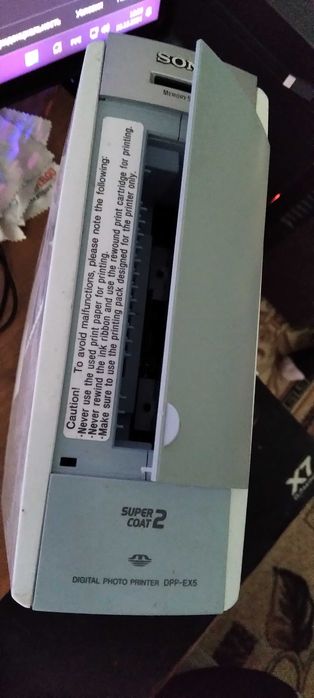 SON
Memory S
Caution! To avoid malfunctions, please note the following:
-Never use the used print paper for printing.
-Never rewind the ink ribbon and use the rewound print cartridge for printing.
-Make sure to use the printing pack designed for the printer only.
SUPER
COAT 2
DIGITAL PHOTO PRINTER DPP-EX5
X7